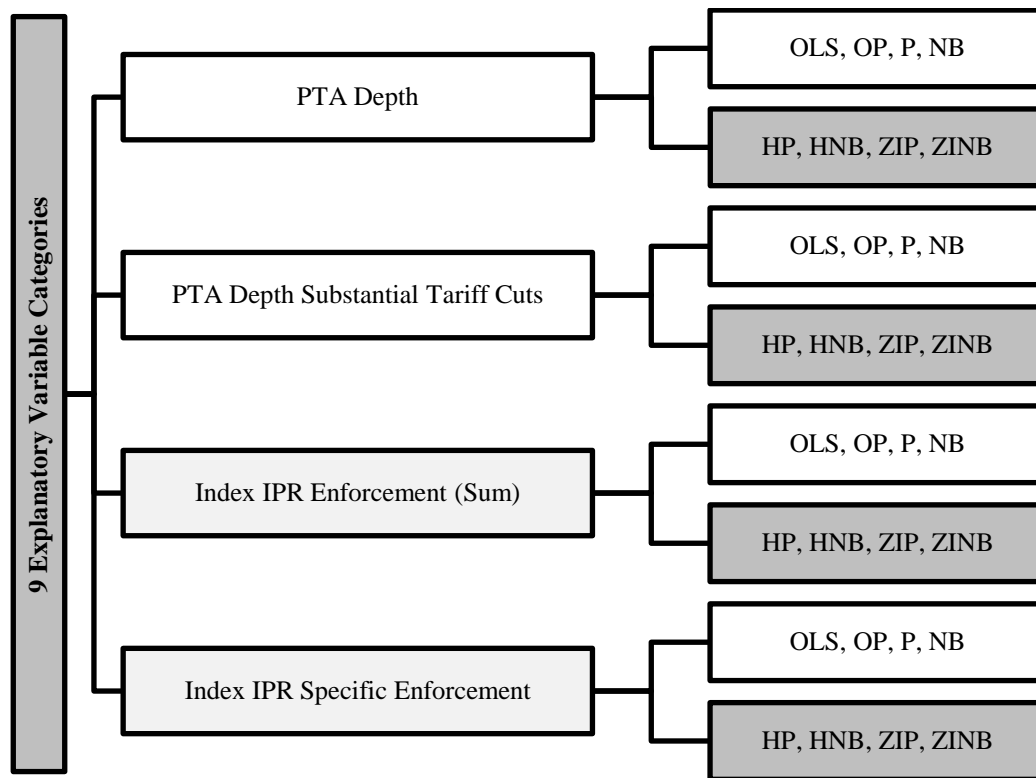 9 Explanatory Variable Categories
PTA Depth
OLS, OP, P, NB
HP, HNB, ZIP, ZINB
PTA Depth Substantial Tariff Cuts
OLS, OP, P, NB
HP, HNB, ZIP, ZINB
Index IPR Enforcement (Sum)
OLS, OP, P, NB
HP, HNB, ZIP, ZINB
Index IPR Specific Enforcement
OLS, OP, P, NB
HP, HNB, ZIP, ZINB